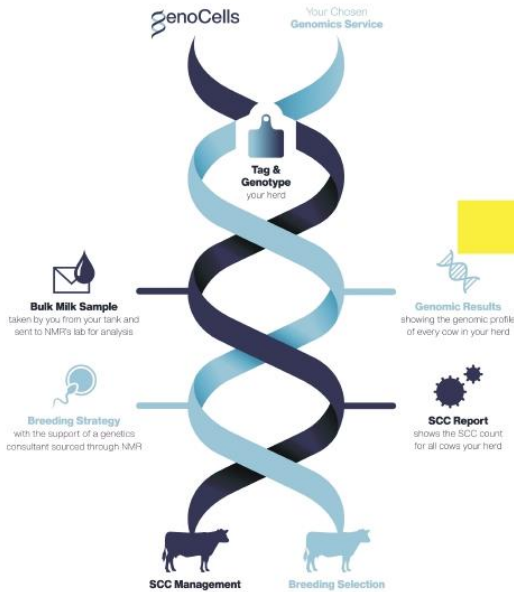 genoCells
Your Chosen
Genomics Service
Tag &
Genotype
your herd
Bulk Milk Sample
taken by you from your tank and
sent to NMR's lab for analysis
Genomic Results
showing the genomic profile
of every cow in your herd
Breeding Strategy
with the support of a genetics
consultant sourced through NMR
SCC Report
shows the SCC count
for all cows your herd
SCC Management
Breeding Selection